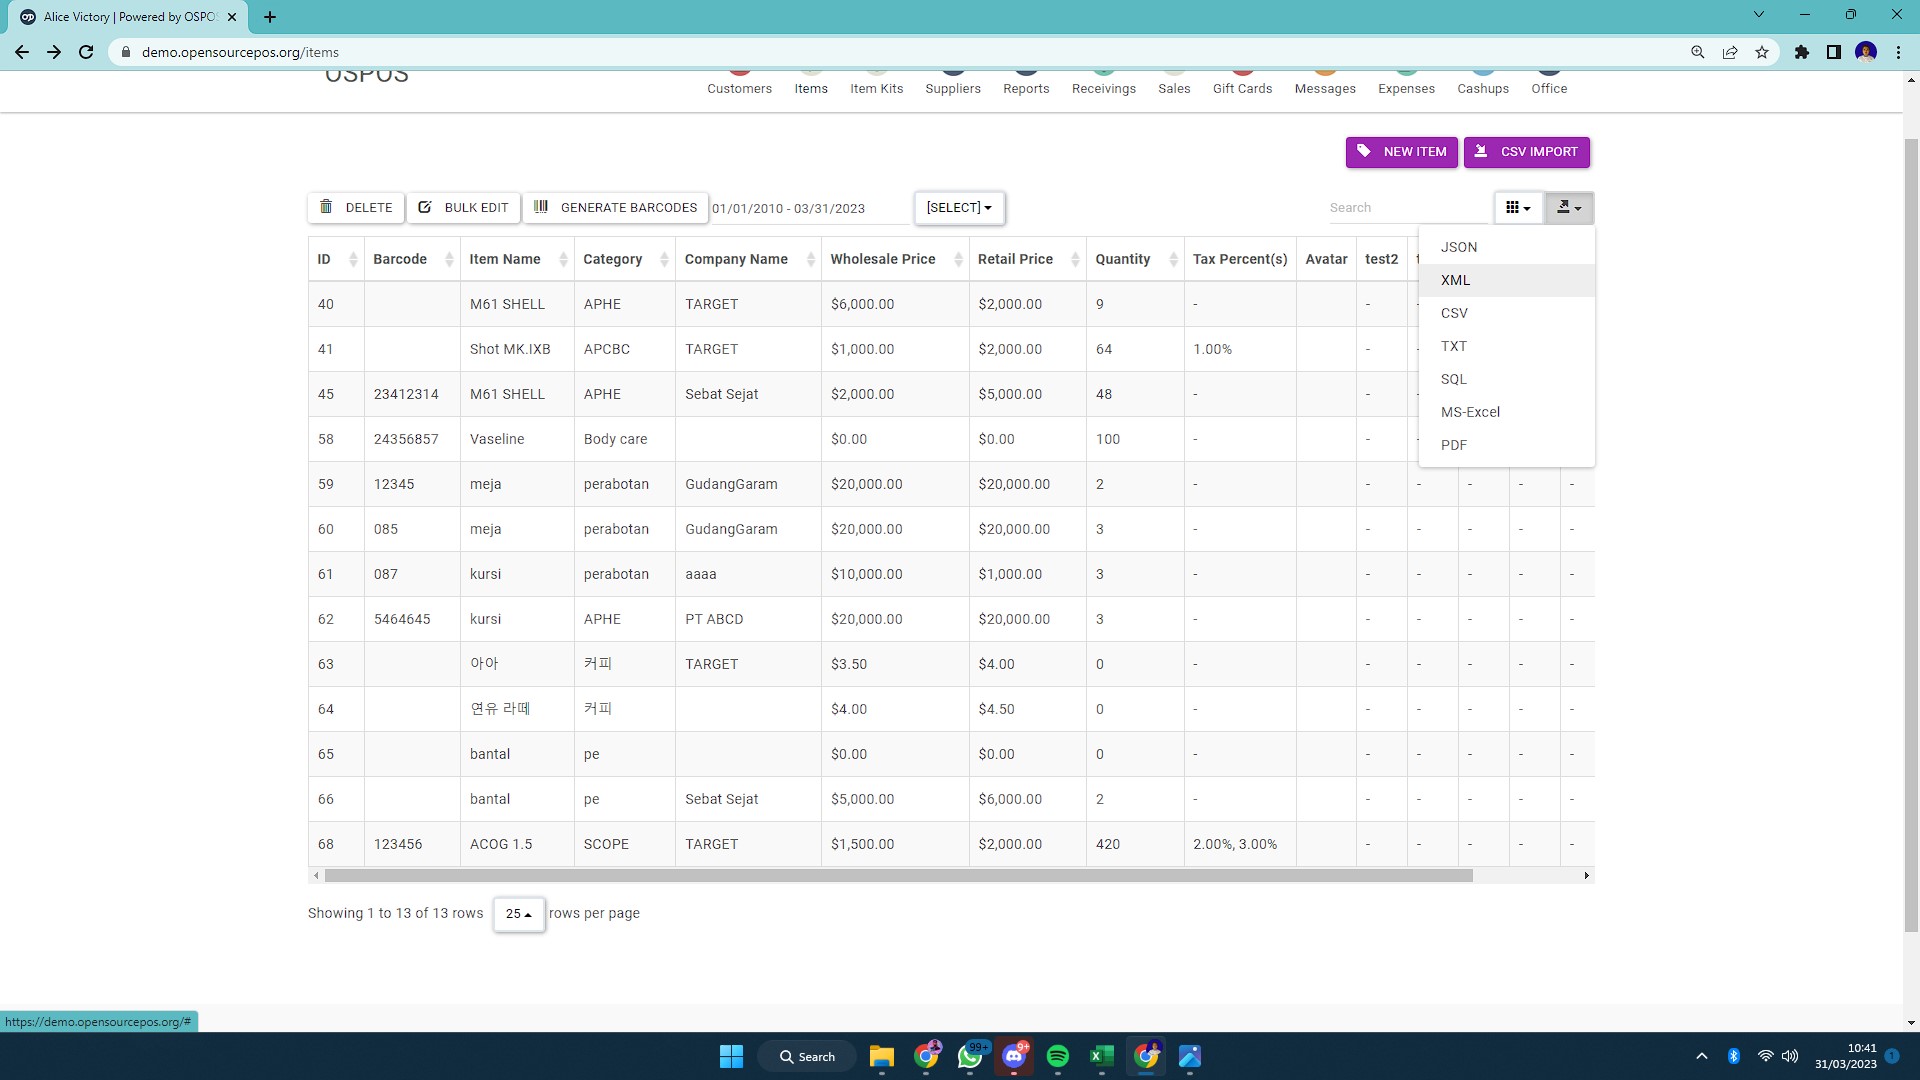 Alice Victory | Powered by OSPO
demo.opensourcepos.org/items
OSPOS
Customers Items Item Kits Suppliers Reports Receivings Sales Gift Cards Messages Expenses Cashups Office
NEW ITEM CSV IMPORT
DELETE BULK EDIT GENERATE BARCODES 01/01/2010 - 03/31/2023 [SELECT] Search
JSON
XML
CSV
TXT
SQL
MS-Excel
PDF
ID Barcode Item Name Category Company Name Wholesale Price Retail Price Quantity Tax Percent(s) Avatar test2
40 M61 SHELL APHE TARGET $6,000.00 $2,000.00 9 - - -
41 Shot MK.IXB APCBC TARGET $1,000.00 $2,000.00 64 1.00% - -
45 23412314 M61 SHELL APHE Sebat Sejat $2,000.00 $5,000.00 48 - - -
58 24356857 Vaseline Body care $0.00 $0.00 100 - - -
59 12345 meja perabotan GudangGaram $20,000.00 $20,000.00 2 - - - - - -
60 085 meja perabotan GudangGaram $20,000.00 $20,000.00 3 - - - - - -
61 087 kursi perabotan aaaa $10,000.00 $1,000.00 3 - - - - - -
62 5464645 kursi APHE PT ABCD $20,000.00 $20,000.00 3 - - - - - -
63 아아 커피 TARGET $3.50 $4.00 0 - - - - - -
64 연유 라떼 커피 $4.00 $4.50 0 - - - - - -
65 bantal pe $0.00 $0.00 0 - - - - - -
66 bantal pe Sebat Sejat $5,000.00 $6,000.00 2 - - - - - -
68 123456 ACOG 1.5 SCOPE TARGET $1,500.00 $2,000.00 420 2.00%, 3.00% - - - - -
Showing 1 to 13 of 13 rows 25 rows per page
https://demo.opensourcepos.org/#
Search
99+
9+
10:41
31/03/2023
1